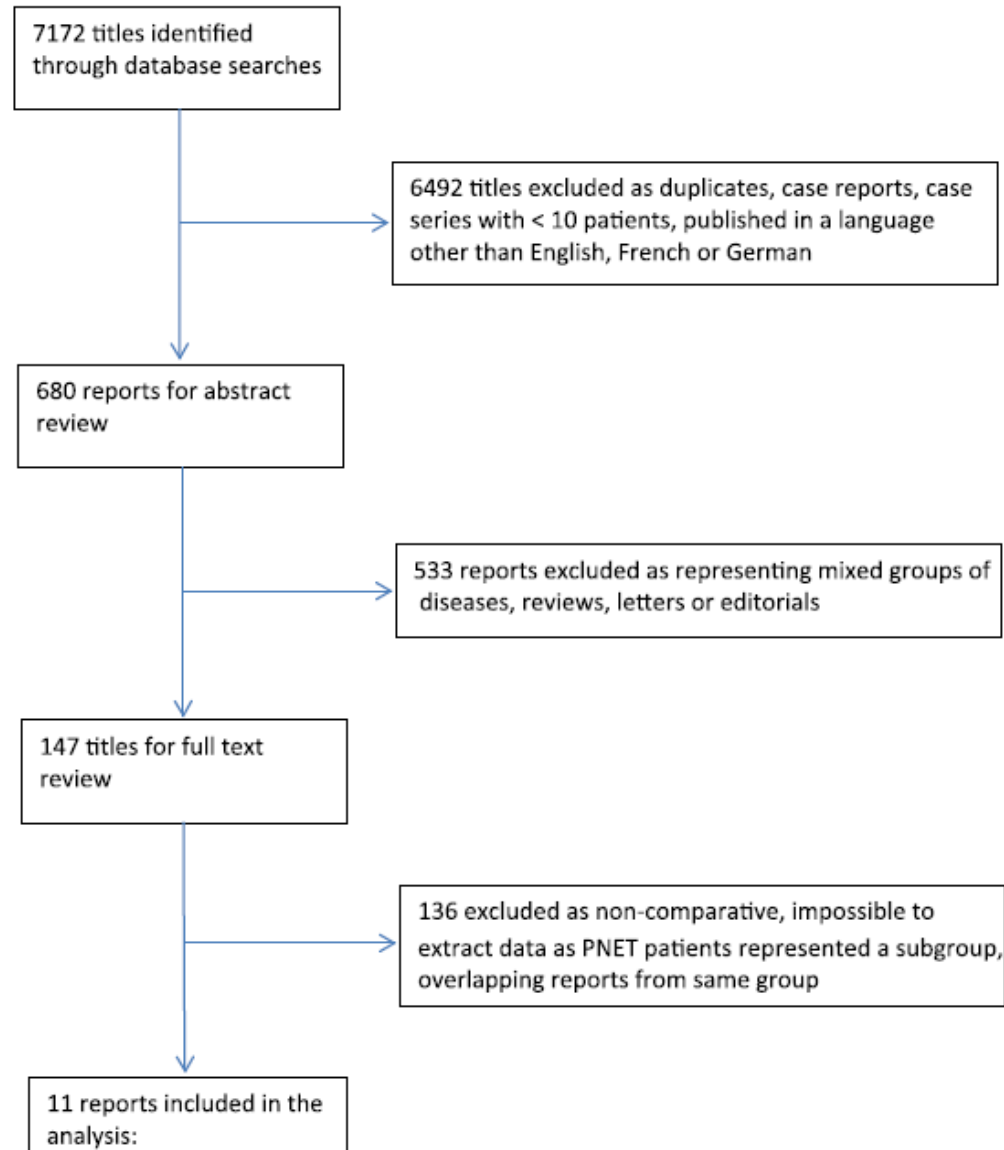 7172 titles identified
through database searches
6492 titles excluded as duplicates, case reports, case
series with < 10 patients, published in a language
other than English, French or German
680 reports for abstract
review
533 reports excluded as representing mixed groups of
diseases, reviews, letters or editorials
147 titles for full text
review
136 excluded as non-comparative, impossible to
extract data as PNET patients represented a subgroup,
overlapping reports from same group
11 reports included in the
analysis: